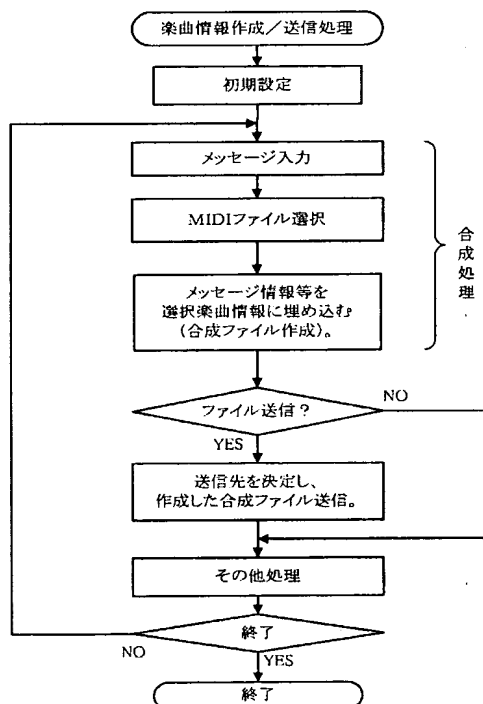 楽曲情報作成／送信処理
初期設定
メッセージ入力
MIDIファイル選択
合成処理
メッセージ情報等を
選択楽曲情報に埋め込む
(合成ファイル作成)。
ファイル送信？
NO
YES
送信先を決定し、
作成した合成ファイル送信。
その他処理
終了
NO
YES
終了